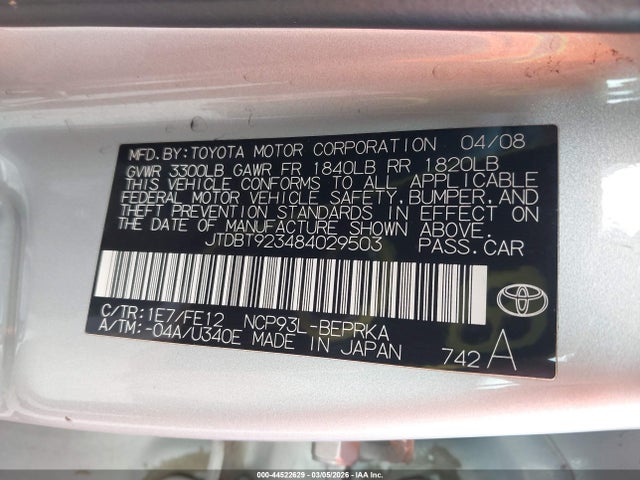 MFD.BY:TOYOTA MOTOR CORPORATION 04/08
GVWR 3300LB GAWR FR 1840LB RR 1820LB
THIS VEHICLE CONFORMS TO ALL APPLICABLE
FEDERAL MOTOR VEHICLE SAFETY,BUMPER,AND
THEFT PREVENTION STANDARDS IN EFFECT ON
THE DATE OF MANUFACTURE SHOWN ABOVE.
JTDBT923484029503 PASS.CAR
C/TR:1E7/FE12 NCP93L-BEPRKA
A/TM:-04A/U340E MADE IN JAPAN 742 A
000-44522629 | 03/05/2026 | IAA Inc.